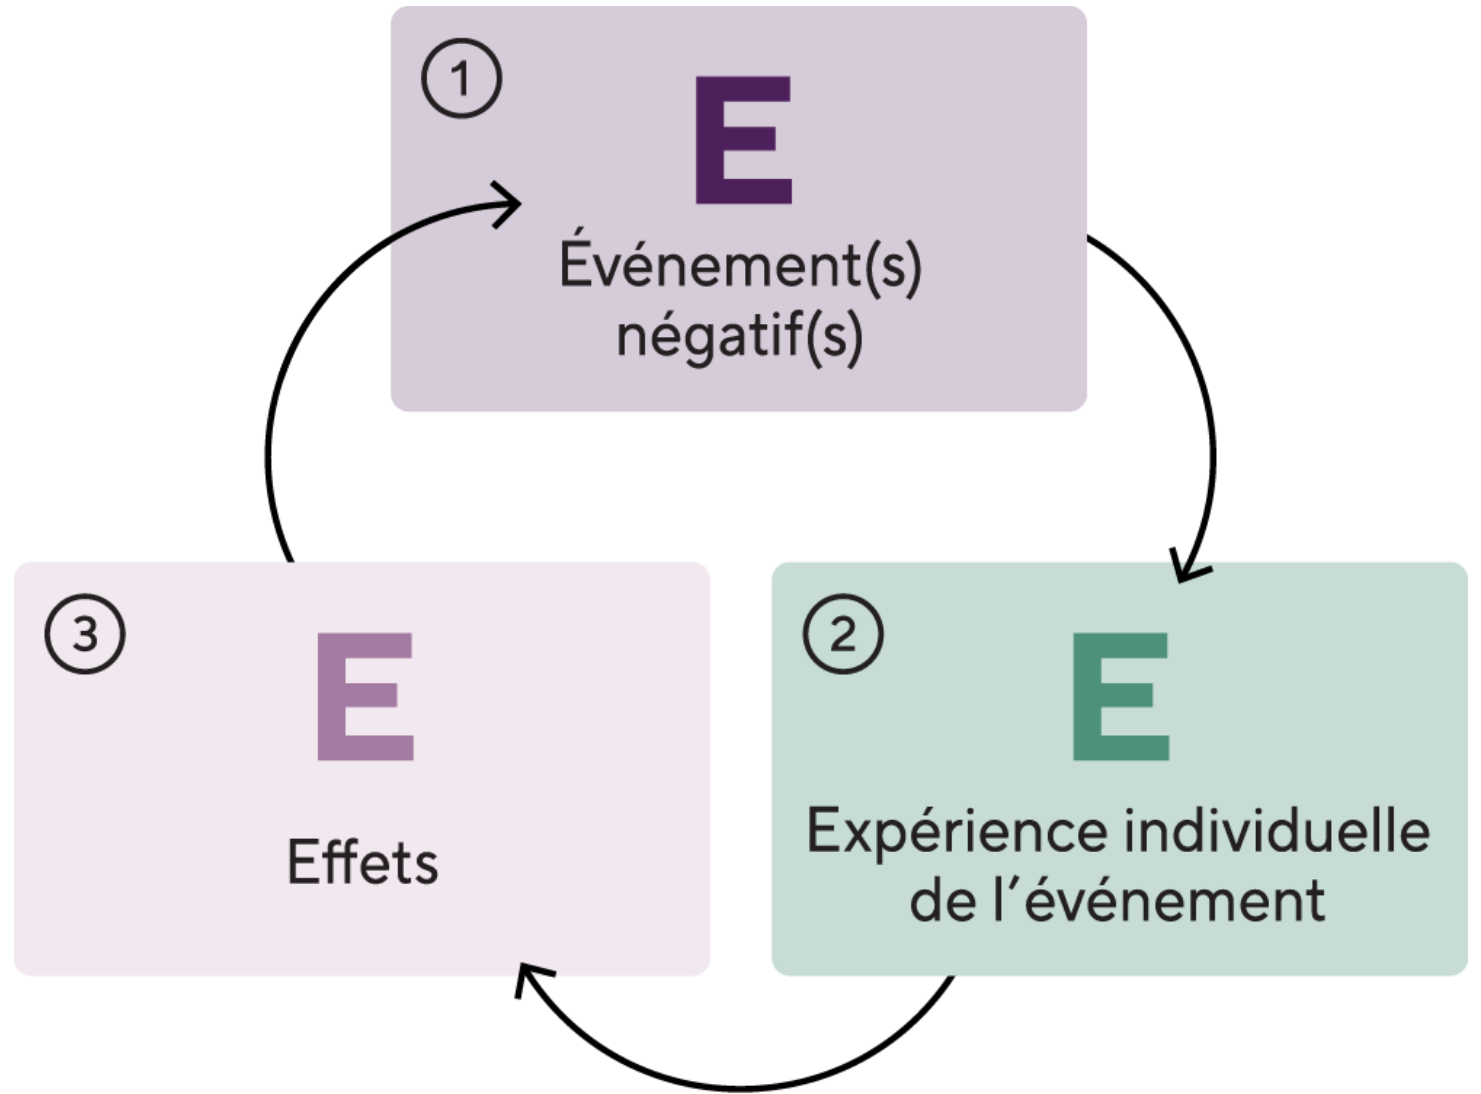 1
E
Événement(s)
négatif(s)
2
E
Expérience individuelle
de l'événement
3
E
Effets